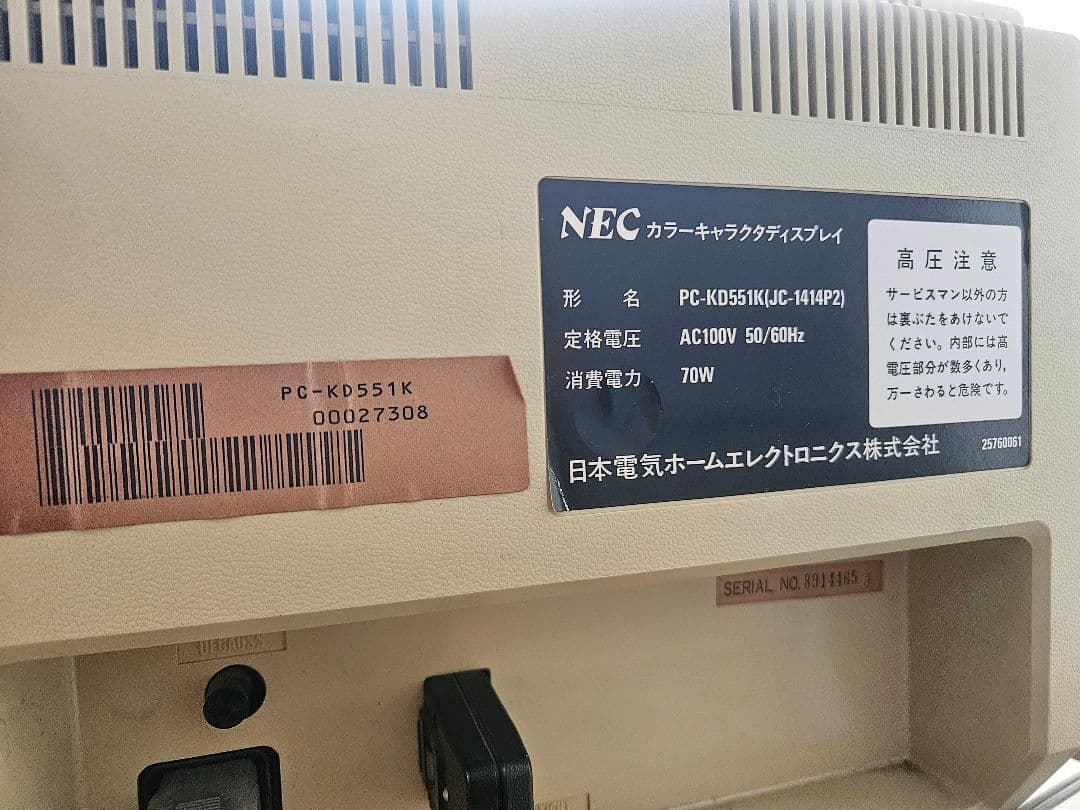 NEC カラーキャラクタディスプレイ
形 名 PC-KD551K(JC-1414P2)
定格電圧 AC100V 50/60Hz
消費電力 70W
日本電気ホームエレクトロニクス株式会社
高圧注意
サービスマン以外の方
は裏ぶたをあけないで
ください。内部には高
電圧部分が数多くあり,
万一さわると危険です。
25760061
PC-KD551K
00027308
SERIAL NO. 8914465
DEGAUSS